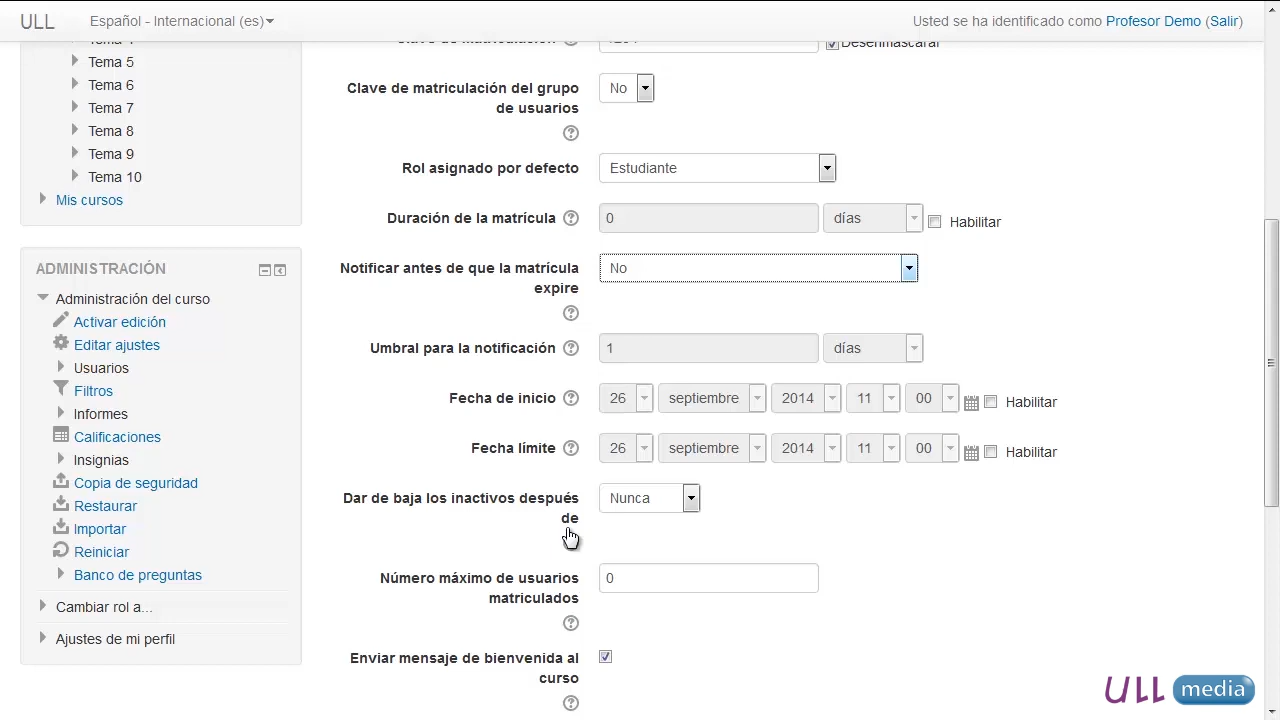 ULL Español - Internacional (es) Usted se ha identificado como Profesor Demo (Salir)
Tema 5
Tema 6
Tema 7
Tema 8
Tema 9
Tema 10
Mis cursos
ADMINISTRACIÓN
Administración del curso
Activar edición
Editar ajustes
Usuarios
Filtros
Informes
Calificaciones
Insignias
Copia de seguridad
Restaurar
Importar
Reiniciar
Banco de preguntas
Cambiar rol a...
Ajustes de mi perfil
Desenmascarar
Clave de matriculación del grupo
de usuarios
No
Rol asignado por defecto Estudiante
Duración de la matrícula 0 días Habilitar
Notificar antes de que la matrícula
expire
No
Umbral para la notificación 1 días
Fecha de inicio 26 septiembre 2014 11 00 Habilitar
Fecha límite 26 septiembre 2014 11 00 Habilitar
Dar de baja los inactivos después
de
Nunca
Número máximo de usuarios
matriculados
0
Enviar mensaje de bienvenida al
curso
ULL media